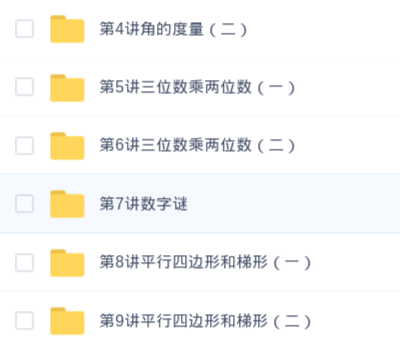 第4讲角的度量（二）
第5讲三位数乘两位数（一）
第6讲三位数乘两位数（二）
第7讲数字谜
第8讲平行四边形和梯形（一）
第9讲平行四边形和梯形（二）